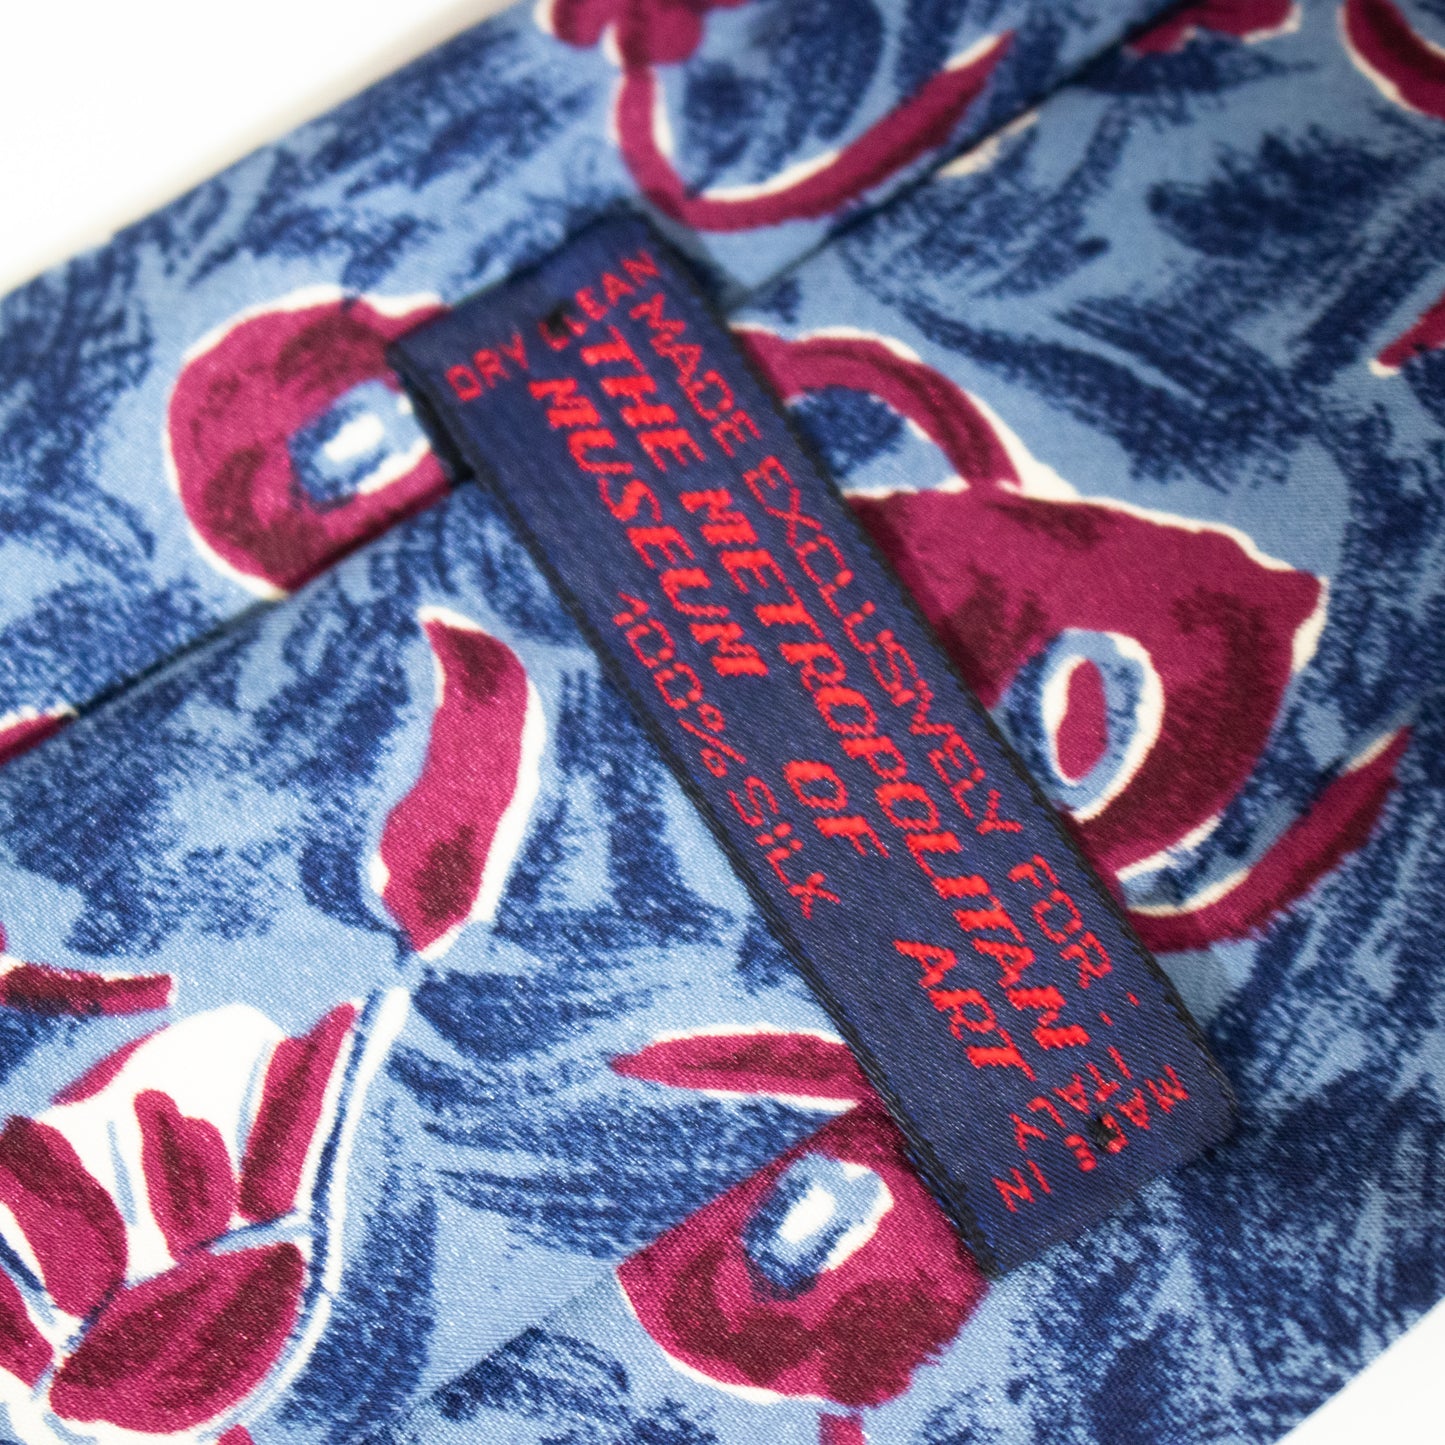 MADE EXCLUSIVELY FOR:
THE METROPOLITAN
MUSEUM OF ART
100% SiLK
DRY CLEAN
MADE IN
ITALY